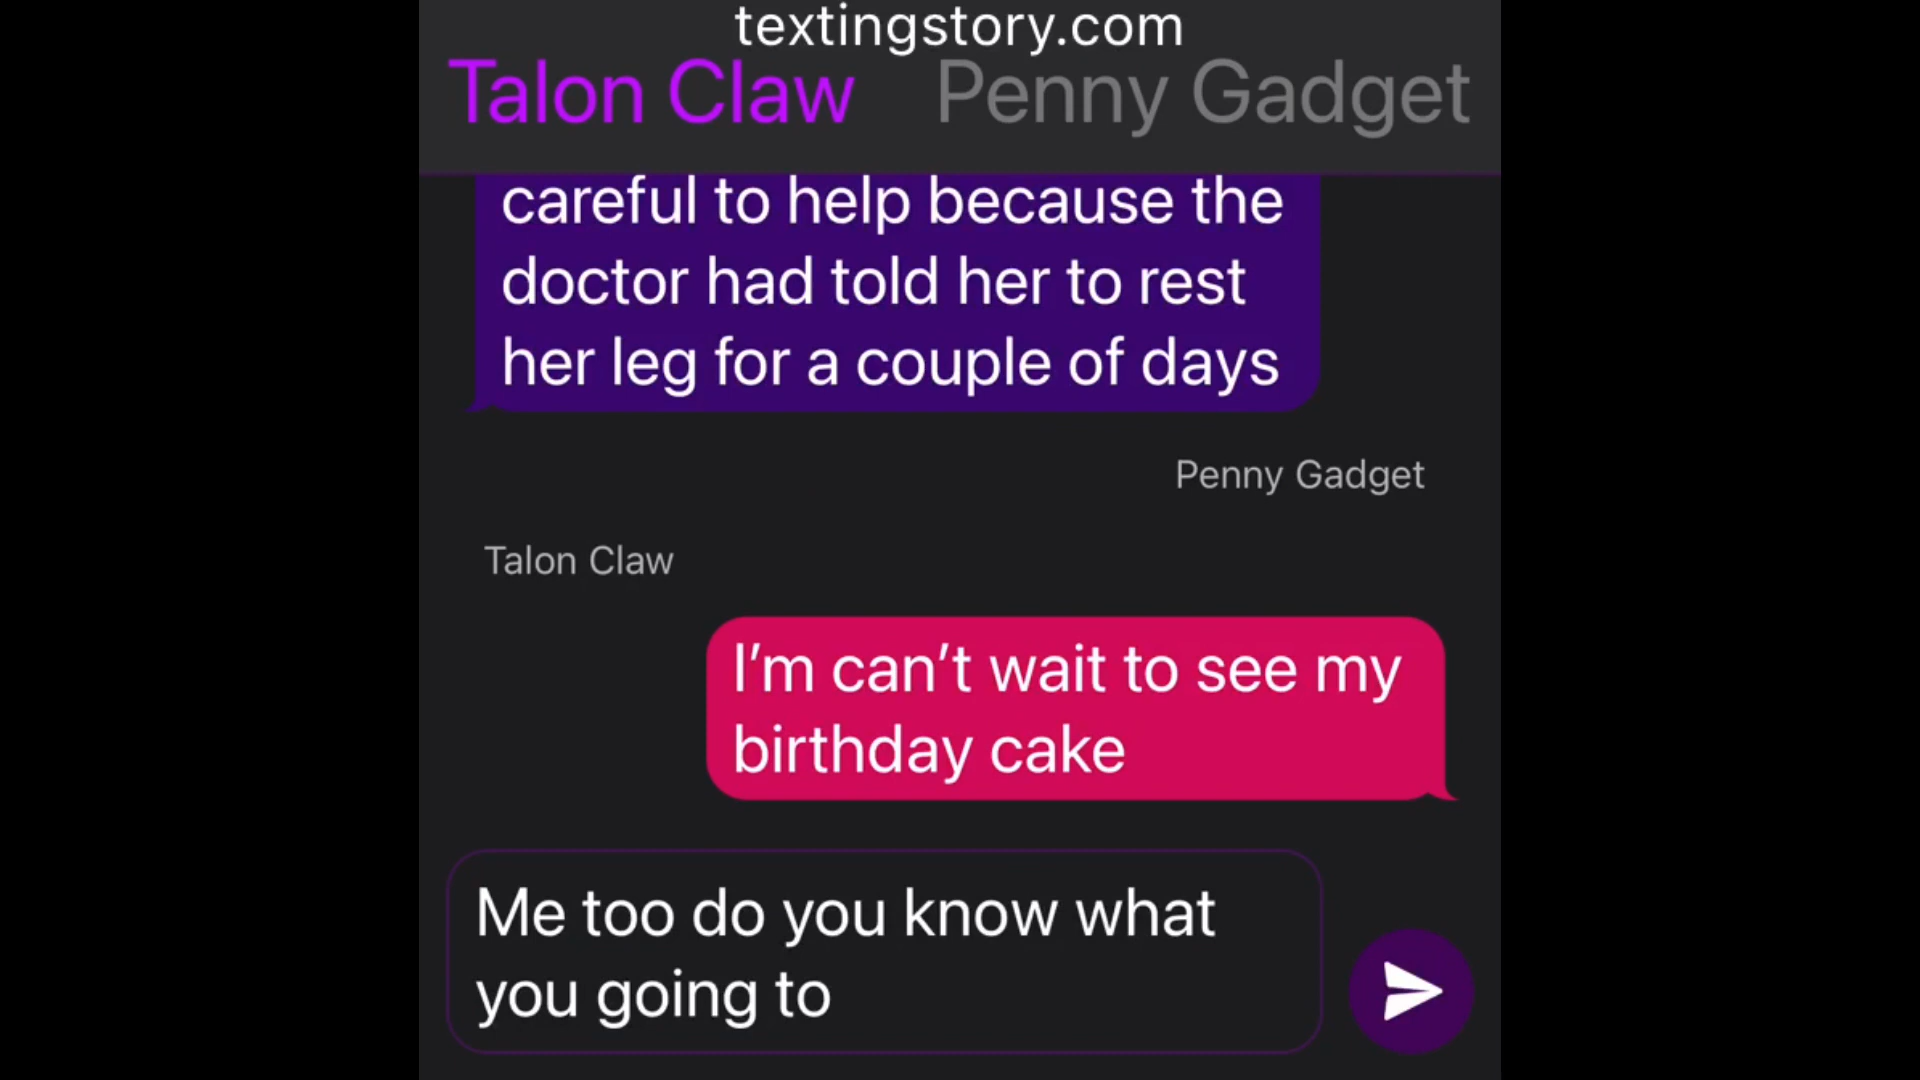 textingstory.com
Talon Claw Penny Gadget
careful to help because the
doctor had told her to rest
her leg for a couple of days
Penny Gadget
Talon Claw
I’m can’t wait to see my
birthday cake
Me too do you know what
you going to